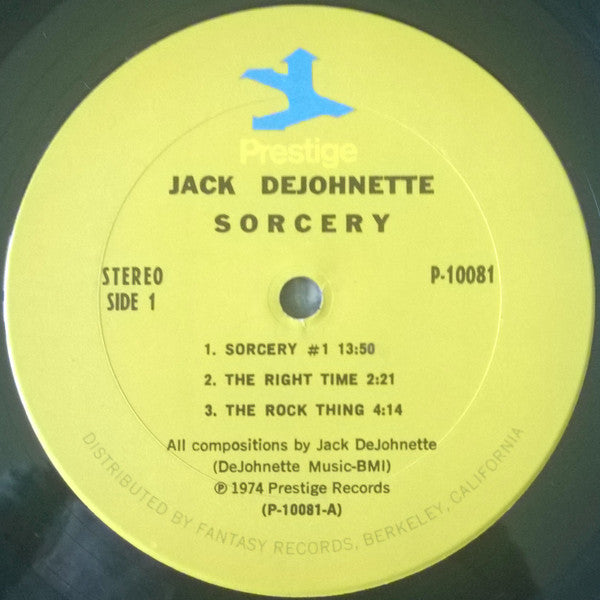 Prestige
JACK DEJOHNETTE
SORCERY
STEREO
SIDE 1
P-10081
1. SORCERY #1 13:50
2. THE RIGHT TIME 2:21
3. THE ROCK THING 4:14
All compositions by Jack DeJohnette
(DeJohnette Music-BMI)
℗ 1974 Prestige Records
(P-10081-A)
DISTRIBUTED BY FANTASY RECORDS, BERKELEY, CALIFORNIA